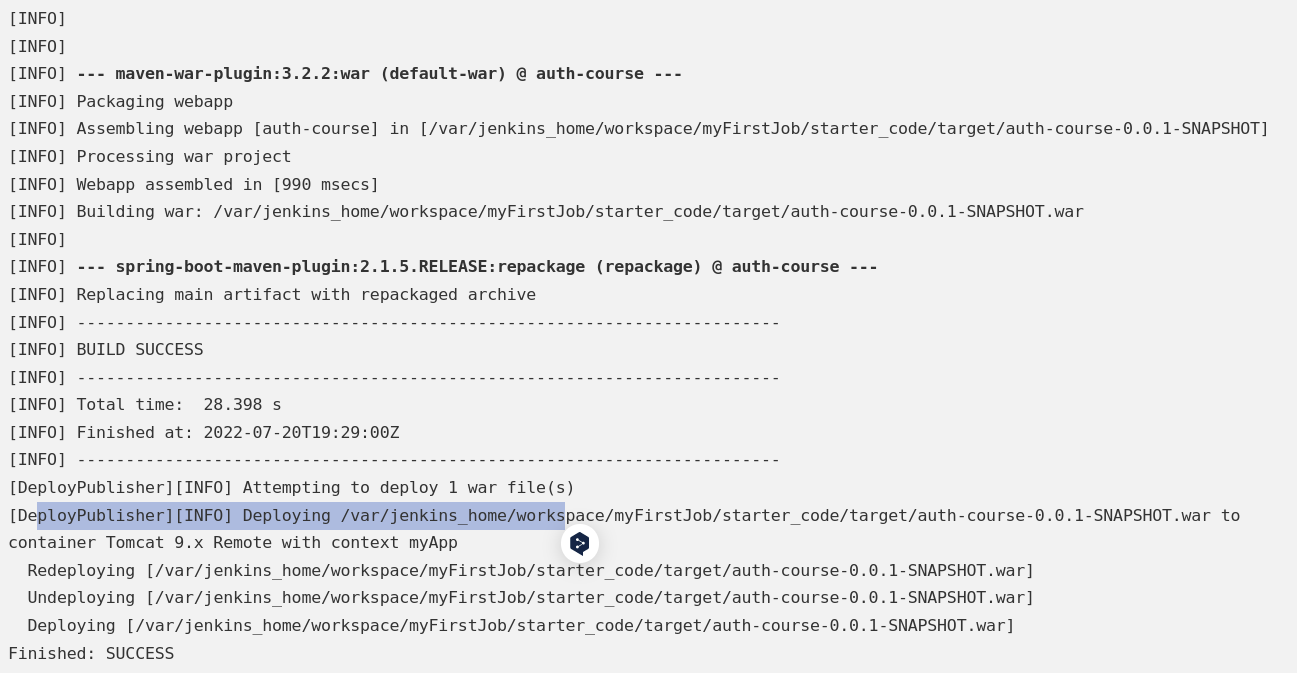 [INFO]
[INFO]
[INFO] --- maven-war-plugin:3.2.2:war (default-war) @ auth-course ---
[INFO] Packaging webapp
[INFO] Assembling webapp [auth-course] in [/var/jenkins_home/workspace/myFirstJob/starter_code/target/auth-course-0.0.1-SNAPSHOT]
[INFO] Processing war project
[INFO] Webapp assembled in [990 msecs]
[INFO] Building war: /var/jenkins_home/workspace/myFirstJob/starter_code/target/auth-course-0.0.1-SNAPSHOT.war
[INFO]
[INFO] --- spring-boot-maven-plugin:2.1.5.RELEASE:repackage (repackage) @ auth-course ---
[INFO] Replacing main artifact with repackaged archive
[INFO] ------------------------------------------------------------------------
[INFO] BUILD SUCCESS
[INFO] ------------------------------------------------------------------------
[INFO] Total time:  28.398 s
[INFO] Finished at: 2022-07-20T19:29:00Z
[INFO] ------------------------------------------------------------------------
[DeployPublisher][INFO] Attempting to deploy 1 war file(s)
[DeployPublisher][INFO] Deploying /var/jenkins_home/workspace/myFirstJob/starter_code/target/auth-course-0.0.1-SNAPSHOT.war to
container Tomcat 9.x Remote with context myApp
  Redeploying [/var/jenkins_home/workspace/myFirstJob/starter_code/target/auth-course-0.0.1-SNAPSHOT.war]
  Undeploying [/var/jenkins_home/workspace/myFirstJob/starter_code/target/auth-course-0.0.1-SNAPSHOT.war]
  Deploying [/var/jenkins_home/workspace/myFirstJob/starter_code/target/auth-course-0.0.1-SNAPSHOT.war]
Finished: SUCCESS